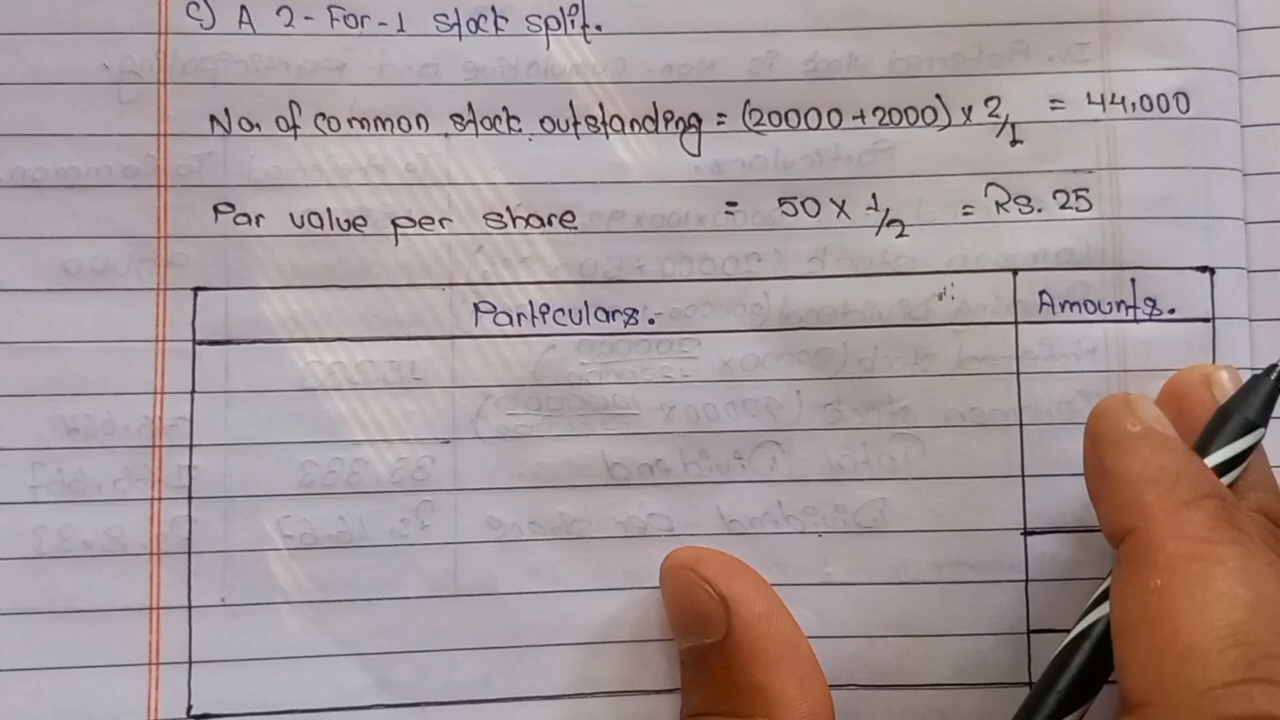 c) A 2-For-1 stock split.
No. of common stock outstanding = (20000+2000) x 2/1 = 44,000
Par value per share = 50 x 1/2 = Rs. 25
Particulars. Amounts.